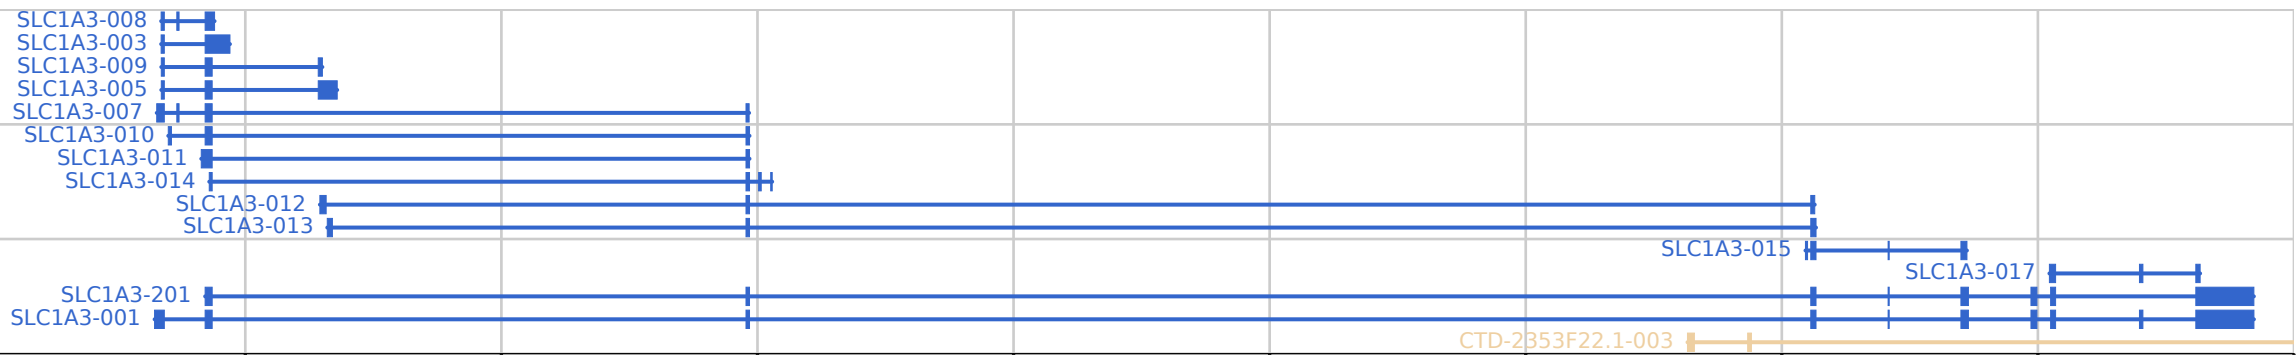 SLC1A3-008
SLC1A3-003
SLC1A3-009
SLC1A3-005
SLC1A3-007
SLC1A3-010
SLC1A3-011
SLC1A3-014
SLC1A3-012
SLC1A3-013
SLC1A3-015
SLC1A3-017
SLC1A3-201
SLC1A3-001
CTD-2353F22.1-003